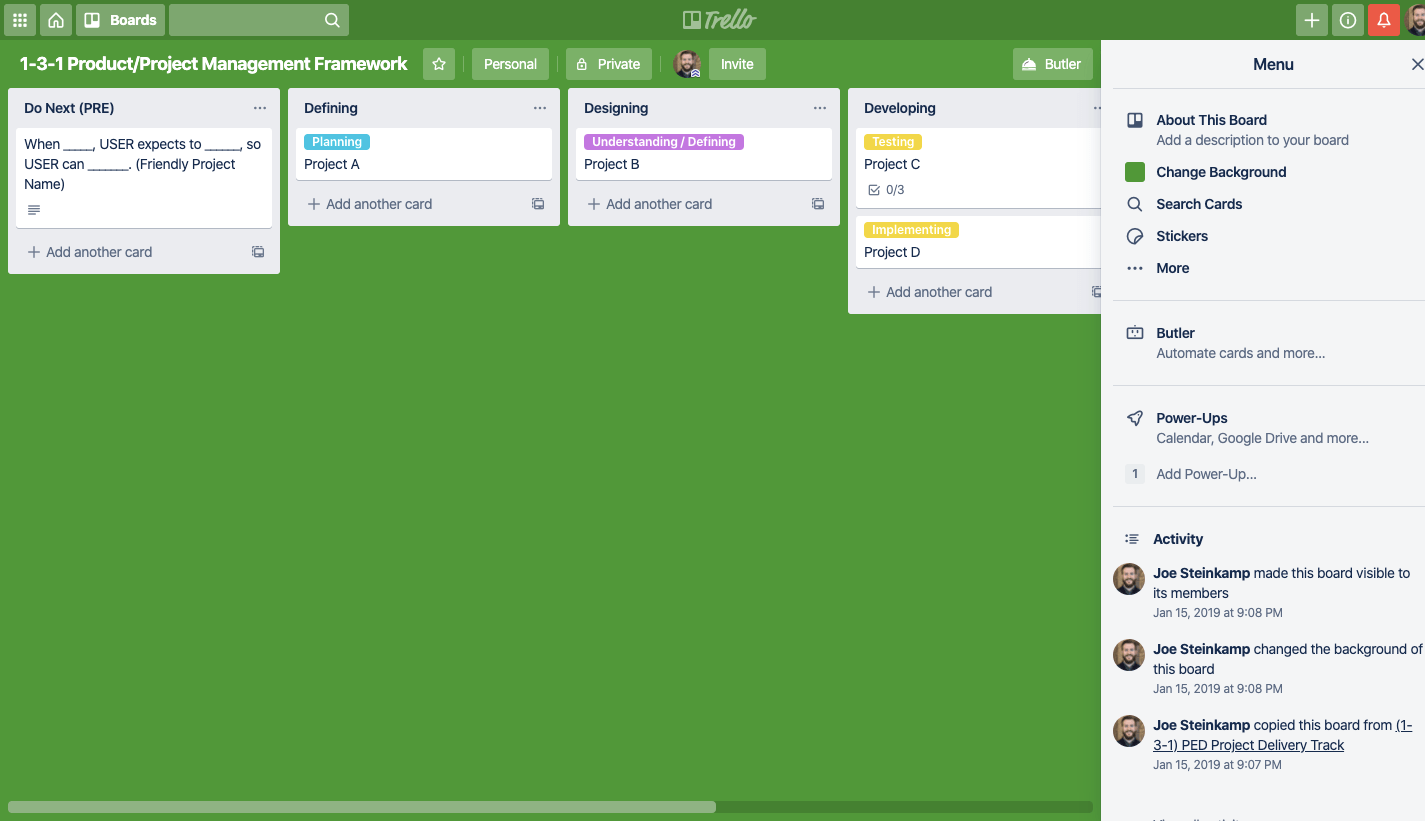 Boards
Trello
1-3-1 Product/Project Management Framework
Personal
Private
Invite
Butler
Do Next (PRE)
When _____, USER expects to ______, so
USER can _______. (Friendly Project
Name)
Add another card
Defining
Planning
Project A
Add another card
Designing
Understanding / Defining
Project B
Add another card
Developing
Testing
Project C
0/3
Implementing
Project D
Add another card
Menu
About This Board
Add a description to your board
Change Background
Search Cards
Stickers
More
Butler
Automate cards and more...
Power-Ups
Calendar, Google Drive and more...
1 Add Power-Up...
Activity
Joe Steinkamp made this board visible to
its members
Jan 15, 2019 at 9:08 PM
Joe Steinkamp changed the background of
this board
Jan 15, 2019 at 9:08 PM
Joe Steinkamp copied this board from (1-
3-1) PED Project Delivery Track
Jan 15, 2019 at 9:07 PM